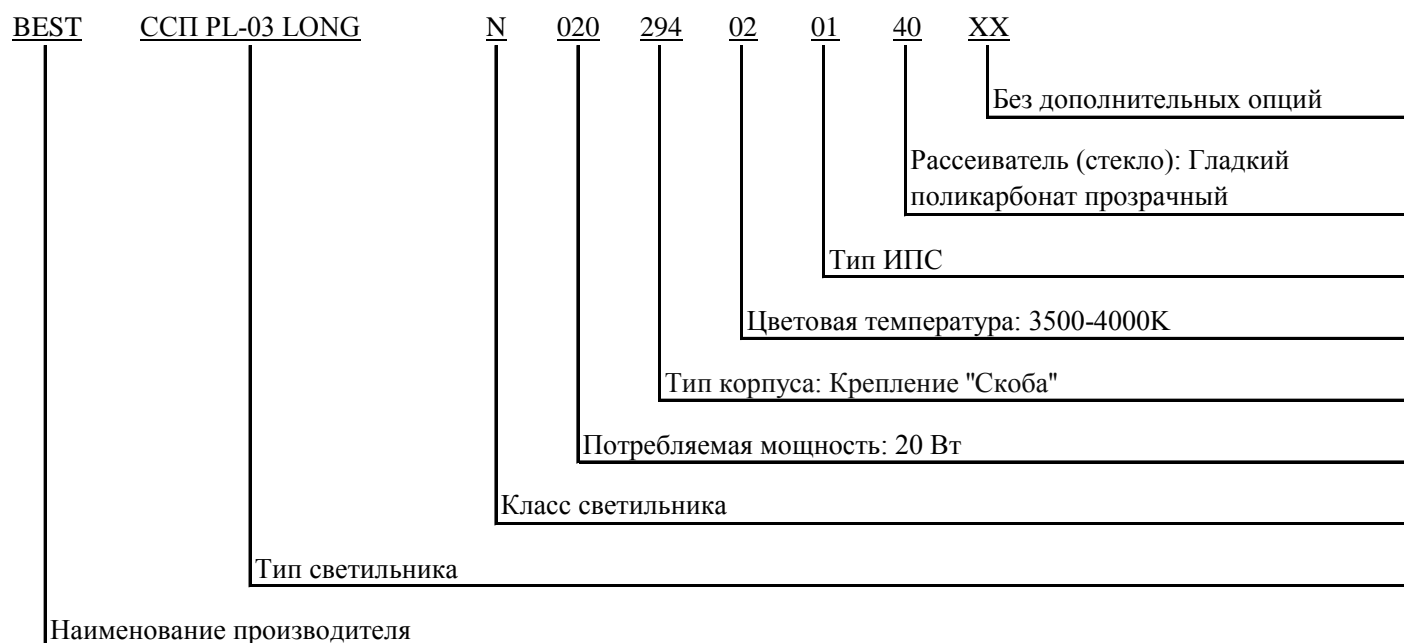 BEST ССП PL-03 LONG N 020 294 02 01 40 XX
Без дополнительных опций
Рассеиватель (стекло): Гладкий
поликарбонат прозрачный
Тип ИПС
Цветовая температура: 3500-4000К
Тип корпуса: Крепление "Скоба"
Потребляемая мощность: 20 Вт
Класс светильника
Тип светильника
Наименование производителя